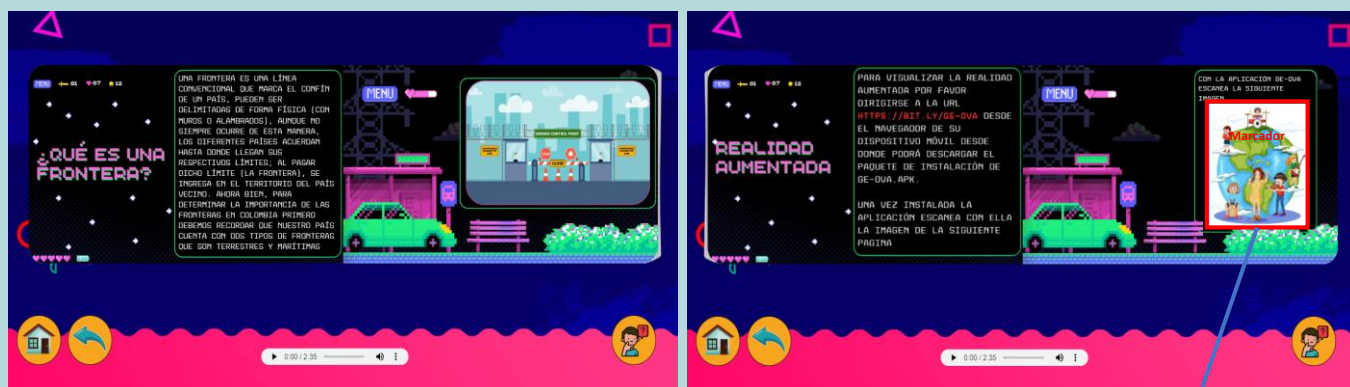 MENU 01 07 12
¿QUÉ ES UNA
FRONTERA?
UNA FRONTERA ES UNA LÍNEA
CONVENCIONAL QUE MARCA EL CONFÍN
DE UN PAÍS, PUEDEN SER
DELIMITADAS DE FORMA FÍSICA (CON
MUROS O ALAMBRADOS), AUNQUE NO
SIEMPRE OCURRE DE ESTA MANERA,
LOS DIFERENTES PAÍSES ACUERDAN
HASTA DONDE LLEGAN SUS
RESPECTIVOS LÍMITES; AL PAGAR
DICHO LÍMITE (LA FRONTERA), SE
INGRESA EN EL TERRITORIO DEL PAÍS
VECINO. AHORA BIEN, PARA
DETERMINAR LA IMPORTANCIA DE LAS
FRONTERAS EN COLOMBIA PRIMERO
DEBEMOS RECORDAR QUE NUESTRO PAÍS
CUENTA CON DOS TIPOS DE FRONTERAS
QUE SON TERRESTRES Y MARÍTIMAS
MENU
BORDER CONTROL POINT
0:00 / 2:35
MENU 01 07 12
REALIDAD
AUMENTADA
PARA VISUALIZAR LA REALIDAD
AUMENTADA POR FAVOR
DIRIGIRSE A LA URL
HTTPS://BIT.LY/GE-OVA DESDE
EL NAVEGADOR DE SU
DISPOSITIVO MÓVIL DESDE
DONDE PODRÁ DESCARGAR EL
PAQUETE DE INSTALACIÓN DE
GE-OVA.APK.
UNA VEZ INSTALADA LA
APLICACIÓN ESCANEA CON ELLA
LA IMAGEN DE LA SIGUIENTE
PAGINA
MENU
CON LA APLICACIÓN GE-OVA
ESCANEA LA SIGUIENTE
IMAGEN
Marcador
0:00 / 2:35